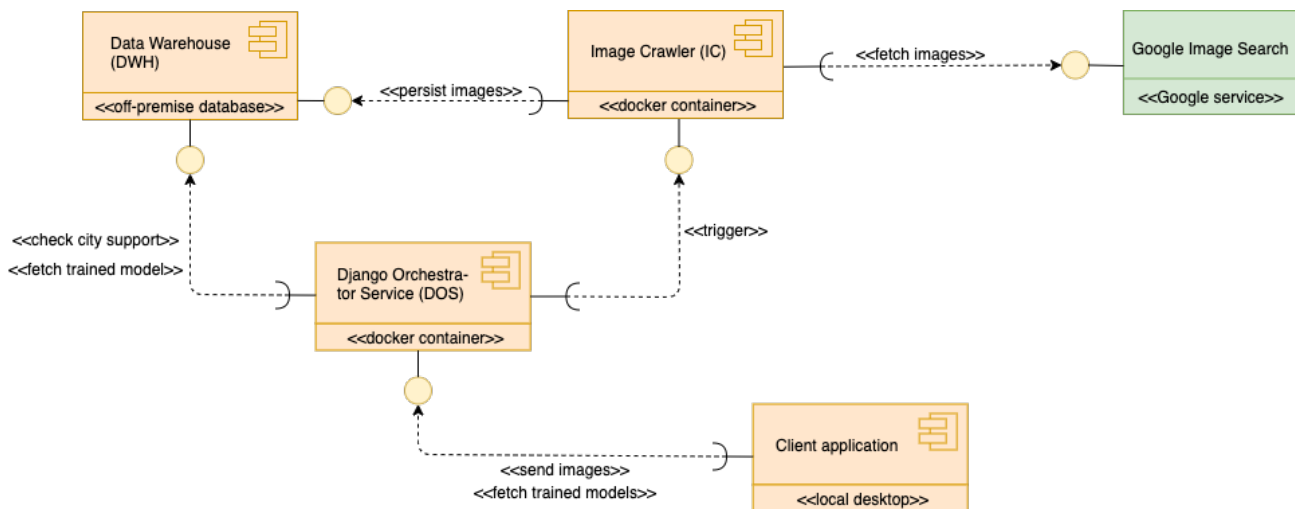 Data Warehouse
(DWH)
<<off-premise database>>
<<persist images>>
Image Crawler (IC)
<<docker container>>
<<fetch images>>
Google Image Search
<<Google service>>
<<check city support>>
<<fetch trained model>>
<<trigger>>
Django Orchestra-
tor Service (DOS)
<<docker container>>
<<send images>>
<<fetch trained models>>
Client application
<<local desktop>>